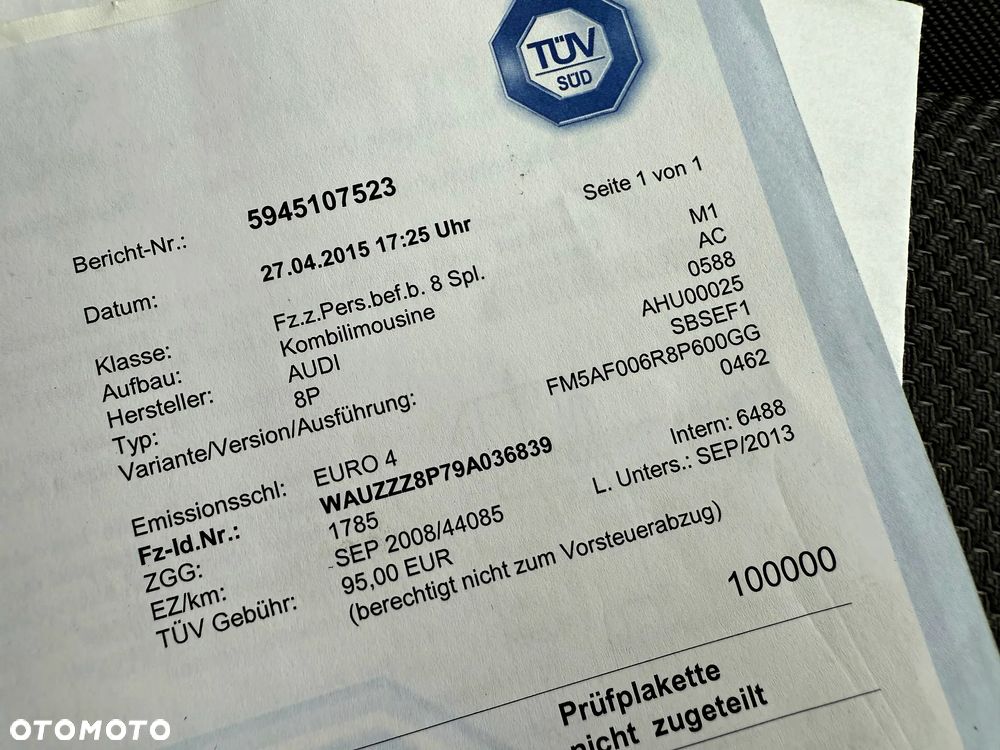 TÜV
SÜD
Bericht-Nr.: 5945107523 Seite 1 von 1
Datum: 27.04.2015 17:25 Uhr
Klasse: Fz.z.Pers.bef.b. 8 Spl. M1
Aufbau: Kombilimousine AC
Hersteller: AUDI 0588
Typ: 8P AHU00025
Variante/Version/Ausführung: SBSEF1
FM5AF006R8P600GG
Emissionsschl: EURO 4 0462
Fz-Id.Nr.: WAUZZZ8P79A036839
ZGG: 1785 Intern: 6488
EZ/km: SEP 2008/44085 L. Unters.: SEP/2013
TÜV Gebühr: 95,00 EUR
(berechtigt nicht zum Vorsteuerabzug)
100000
Prüfplakette
nicht zugeteilt
OTOMOTO